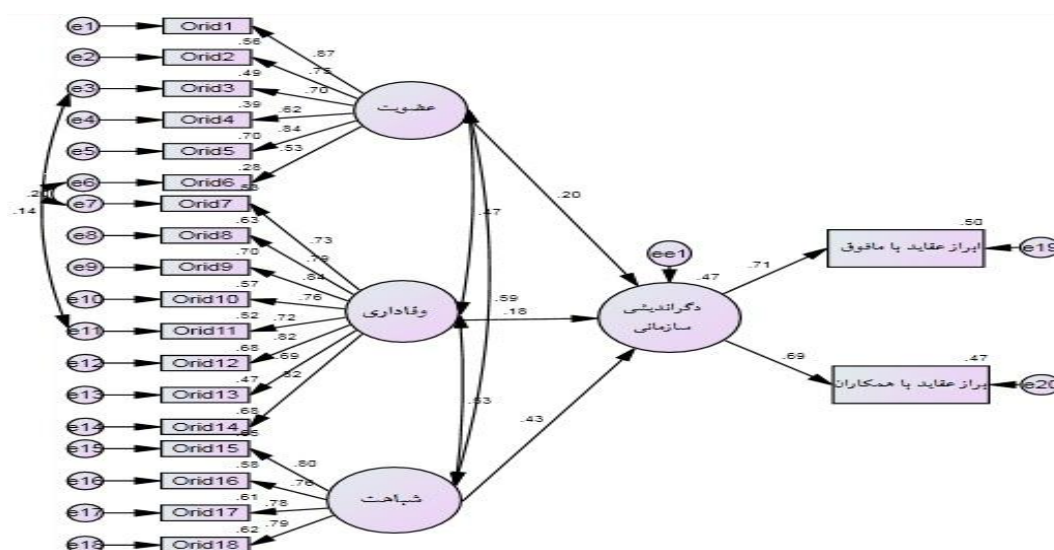 e1 Orid1
.87
e2 .56 Orid2
.75
e3 .49 Orid3
.70
عضویت
e4 .39 Orid4
.62
e5 .70 Orid5
.84
e6 .28 Orid6
.53
.14
e7 Orid7
.73
.47
.20
e8 .63 Orid8
.79
e9 .70 Orid9
.84
e10 .57 Orid10
.76
وفاداری
e11 .52 Orid11
.72
e12 .68 Orid12
.82
e13 .47 Orid13
.69
e14 .68 Orid14
.82
.59
.18
ee1
.47
دگراندیشی
سازمانی
.71
.50
ابراز عقاید با مافوق
e19
.69
.47
براز عقاید با همکاران
e20
.43
e15 Orid15
.80
e16 .58 Orid16
.76
شباهت
e17 .61 Orid17
.78
e18 .62 Orid18
.79